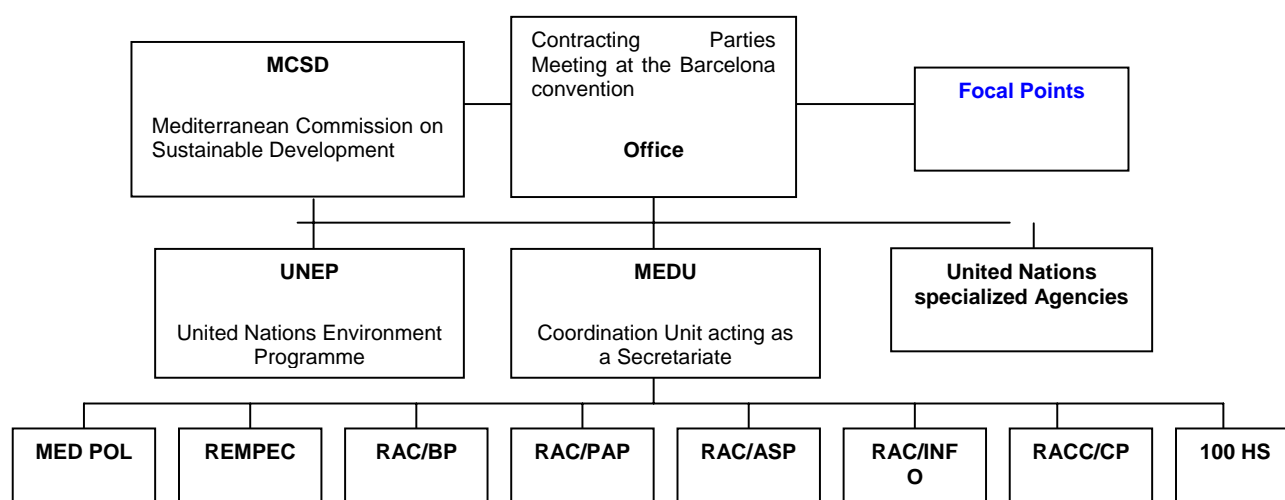 MCSD
Mediterranean Commission on
Sustainable Development
Contracting Parties
Meeting at the Barcelona
convention
Office
Focal Points
UNEP
United Nations Environment
Programme
MEDU
Coordination Unit acting as
a Secretariate
United Nations
specialized Agencies
MED POL
REMPEC
RAC/BP
RAC/PAP
RAC/ASP
RAC/INF
O
RACC/CP
100 HS